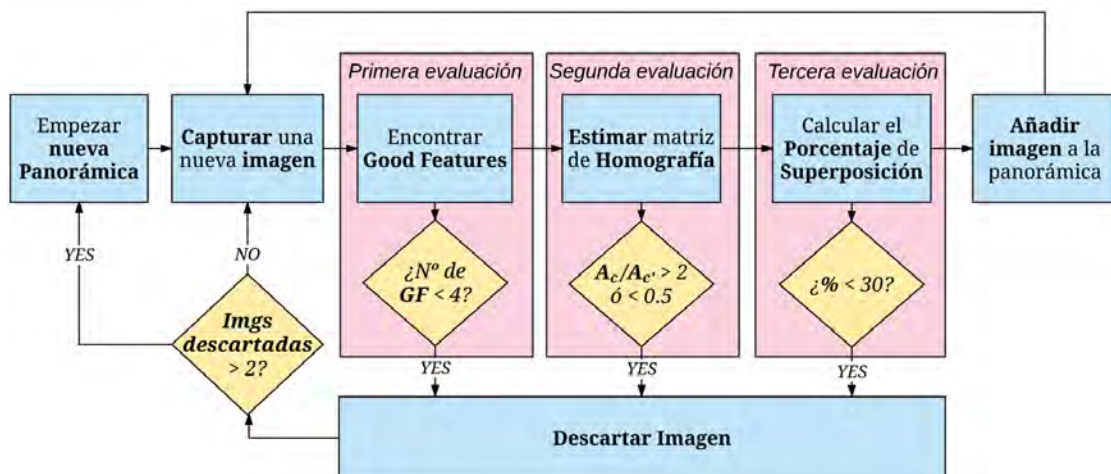 Primera evaluación
Segunda evaluación
Tercera evaluación
Empezar
nueva
Panorámica
Capturar una
nueva imagen
Encontrar
Good Features
Estimar matriz
de Homografía
Calcular el
Porcentaje de
Superposición
Añadir
imagen a la
panorámica
YES
NO
¿Nº de
GF < 4?
Ac/Ac' > 2
ó < 0.5
¿% < 30?
Imgs
descartadas
> 2?
YES
YES
YES
Descartar Imagen